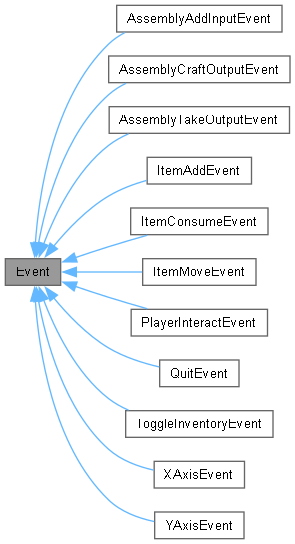 AssemblyAddInputEvent
AssemblyCraftOutputEvent
AssemblyTakeOutputEvent
ItemAddEvent
ItemConsumeEvent
Event
ItemMoveEvent
PlayerInteractEvent
QuitEvent
ToggleInventoryEvent
XAxisEvent
YAxisEvent